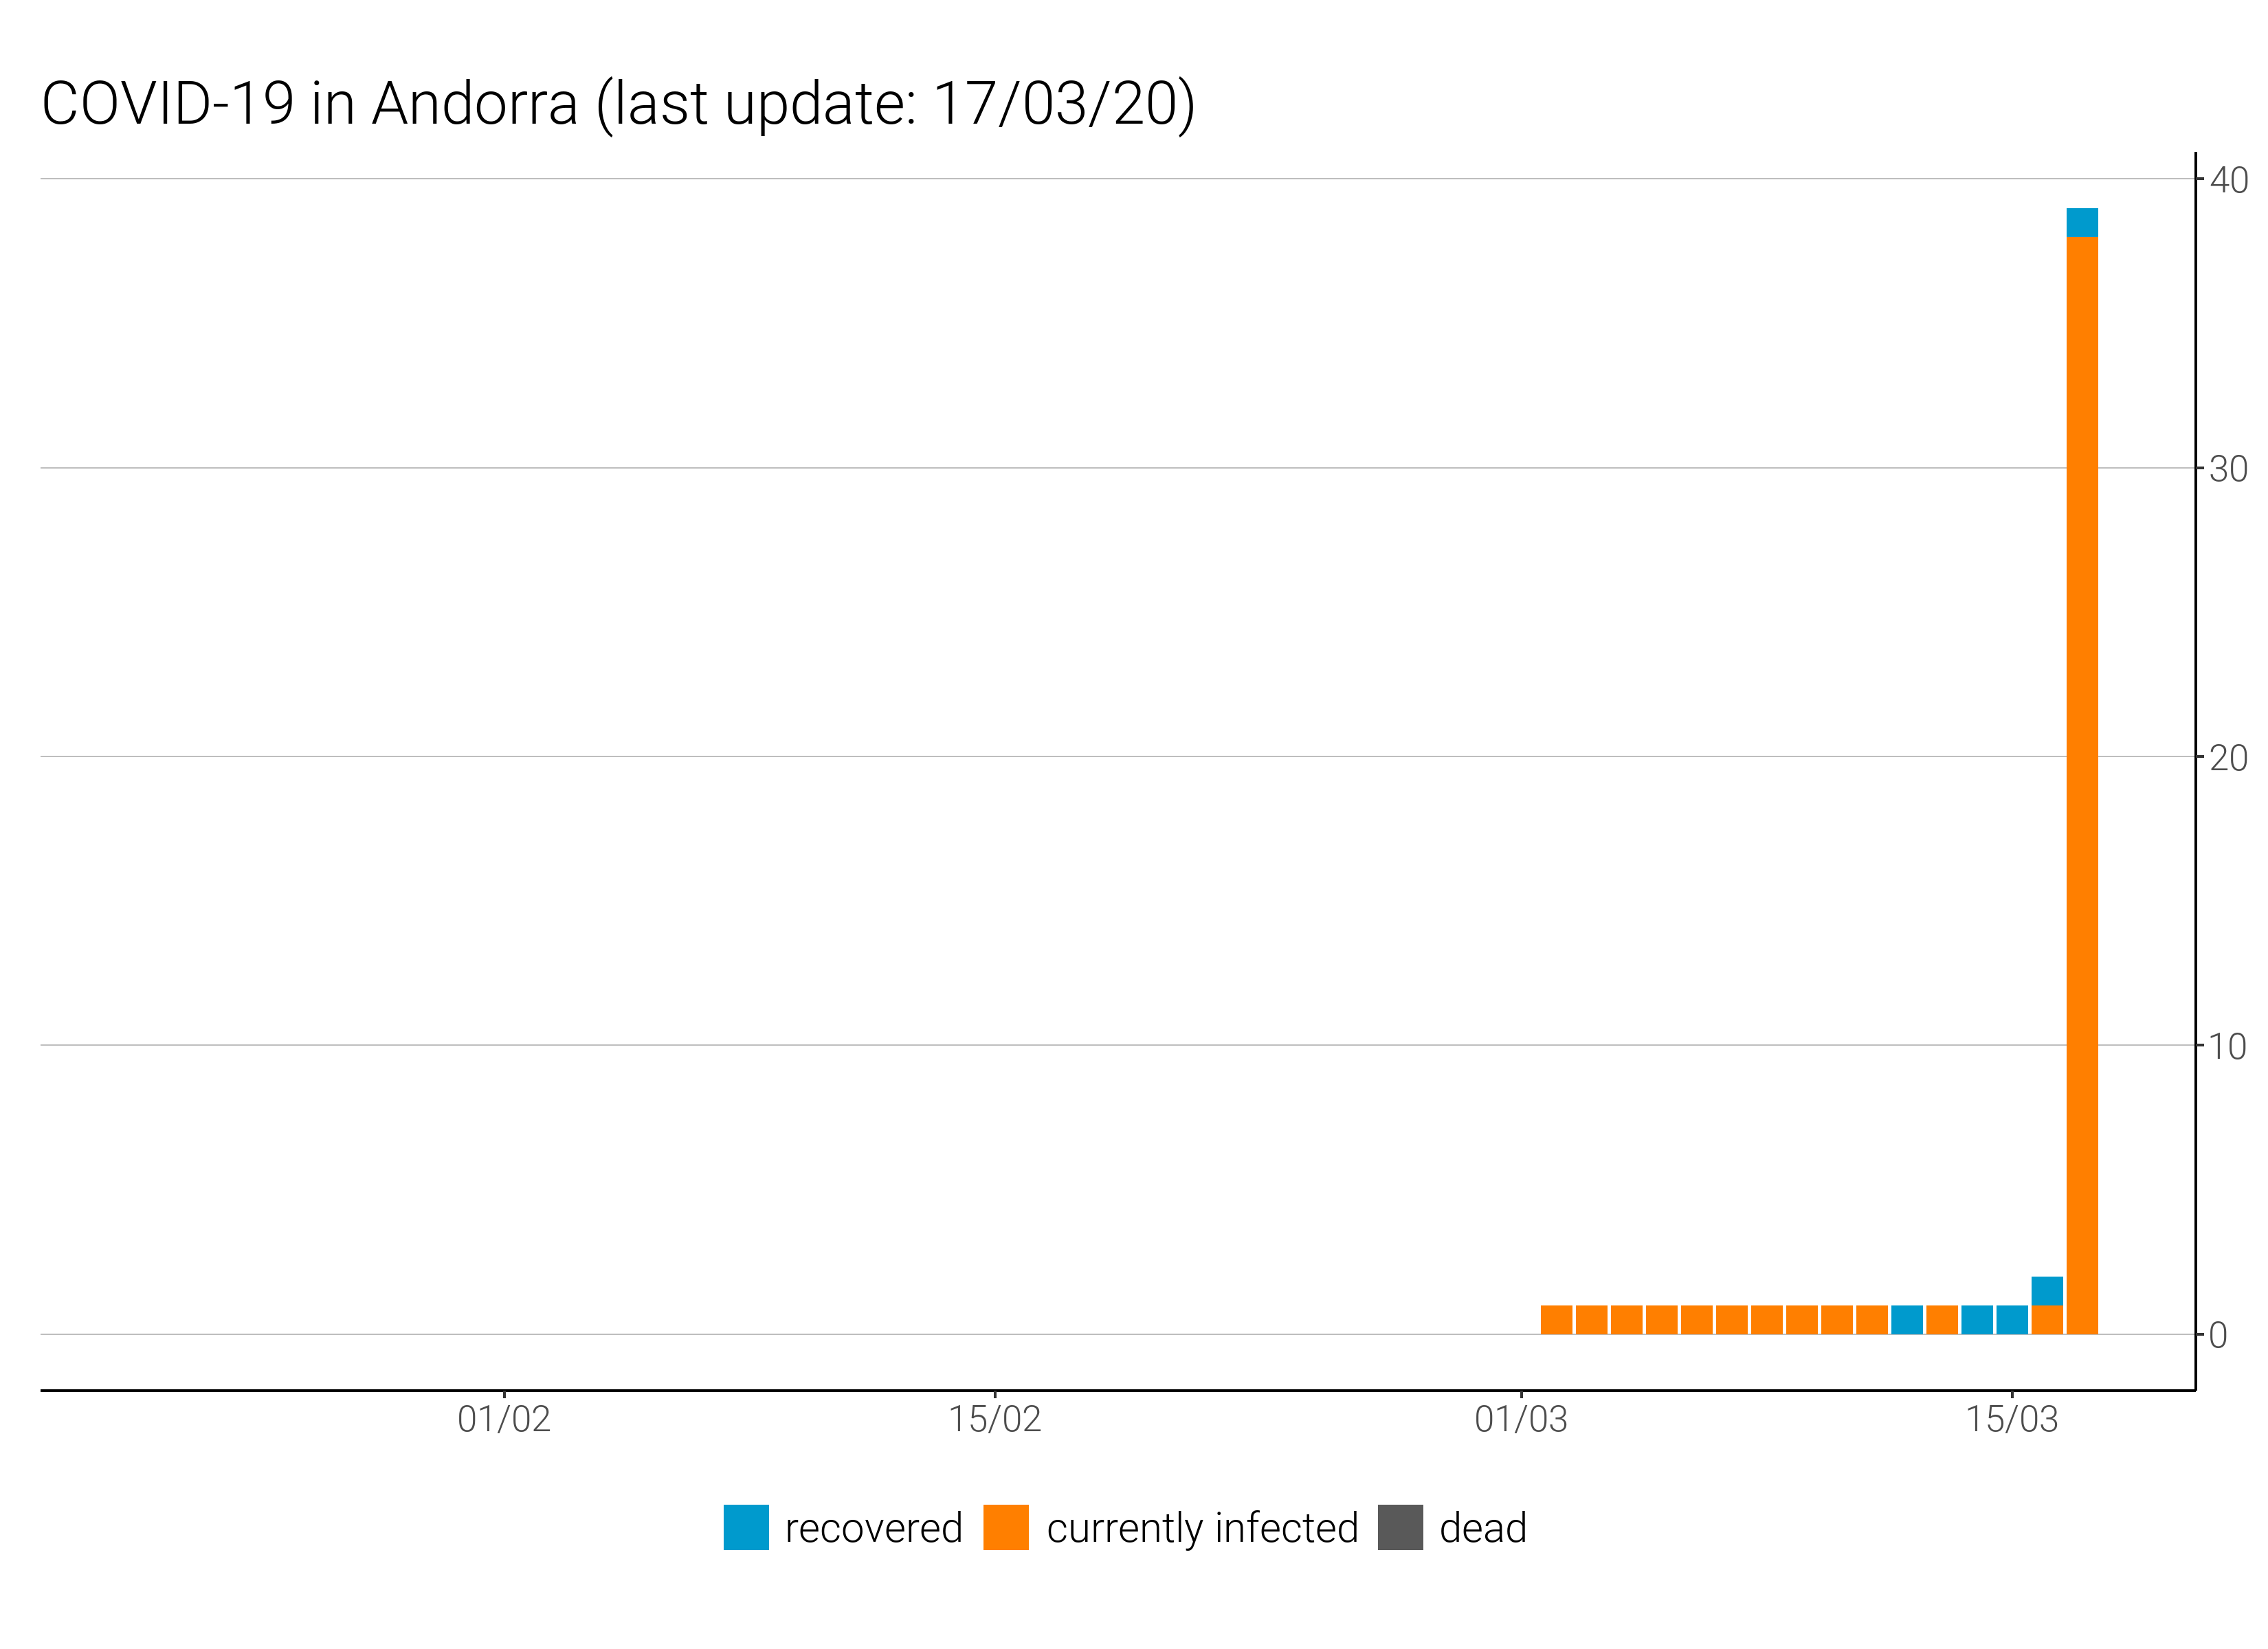 COVID-19 in Andorra (last update: 17/03/20)
40
30
20
10
0
01/02 15/02 01/03 15/03
recovered currently infected dead